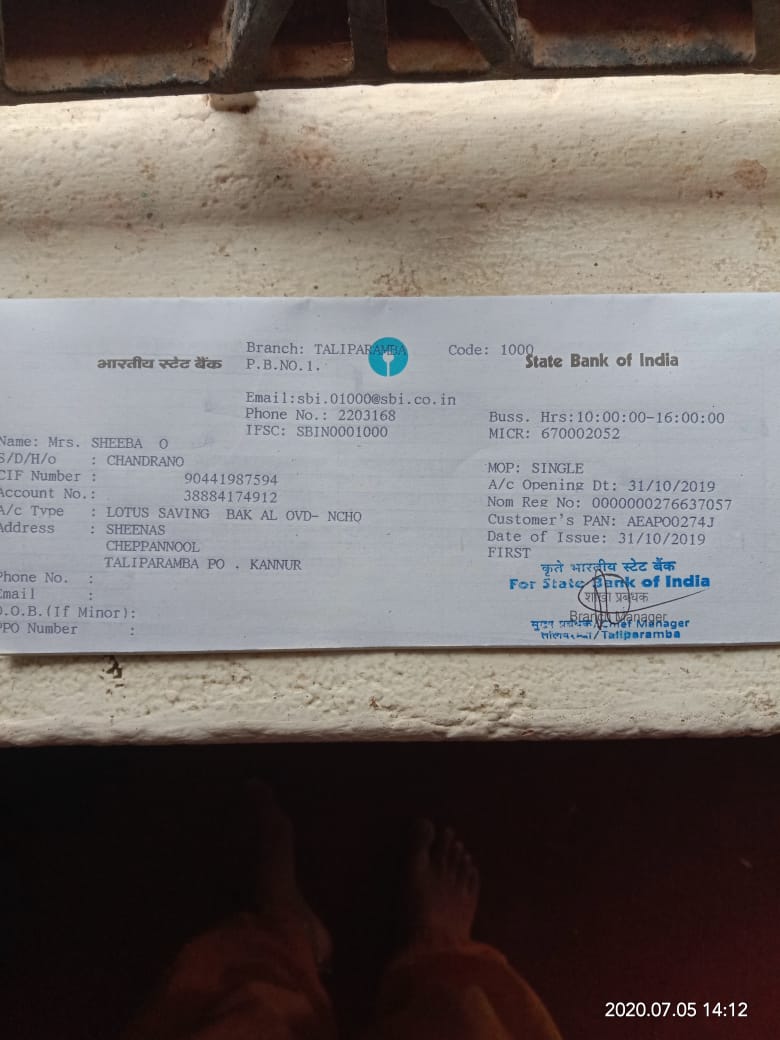 Branch: TALIPARAMBA Code: 1000
भारतीय स्टेट बैंक P.B.NO.1. State Bank of India
Email:sbi.01000@sbi.co.in
Phone No.: 2203168 Buss. Hrs:10:00:00-16:00:00
IFSC: SBIN0001000 MICR: 670002052
Name: Mrs. SHEEBA O
S/D/H/o : CHANDRANO MOP: SINGLE
CIF Number : 90441987594 A/c Opening Dt: 31/10/2019
Account No.: 38884174912 Nom Reg No: 0000000276637057
A/c Type : LOTUS SAVING BAK AL OVD- NCHQ Customer's PAN: AEAPO0274J
Address : SHEENAS Date of Issue: 31/10/2019
CHEPPANNOOL FIRST
TALIPARAMBA PO . KANNUR
कृते भारतीय स्टेट बैंक
Phone No. : For State Bank of India
Email : शाखा प्रबंधक
D.O.B.(If Minor): Branch Manager
PPO Number : मुख्य प्रबंधक/Chief Manager
/Taliparamba
2020.07.05 14:12